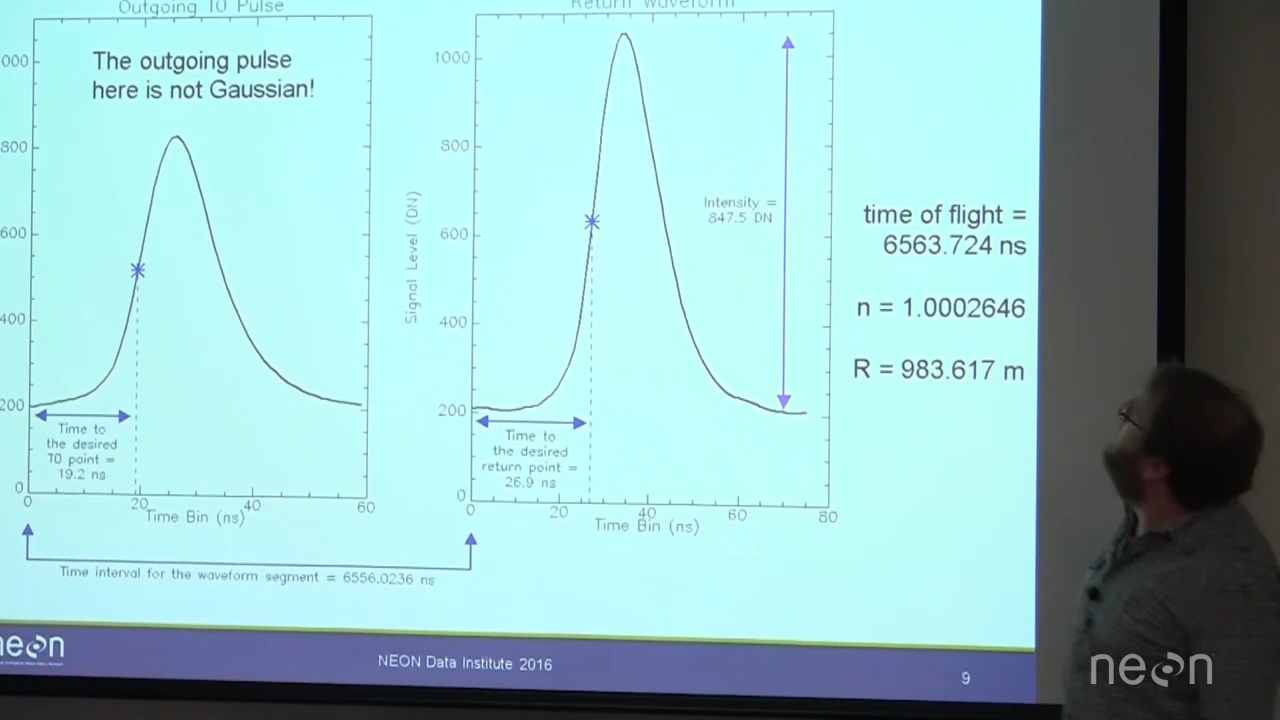 Outgoing T0 Pulse
The outgoing pulse
here is not Gaussian!
000
800
600
400
200
0
Time to
the desired
T0 point =
19.2 ns
0
20
40
60
Time Bin (ns)
Return Waveform
1000
800
600
400
200
0
Signal Level (DN)
Intensity =
847.5 DN
Time to
the desired
return point =
26.9 ns
0
20
40
60
80
Time Bin (ns)
Time interval for the waveform segment = 6556.0236 ns
time of flight =
6563.724 ns
n = 1.0002646
R = 983.617 m
neon
NEON Data Institute 2016
9
neon